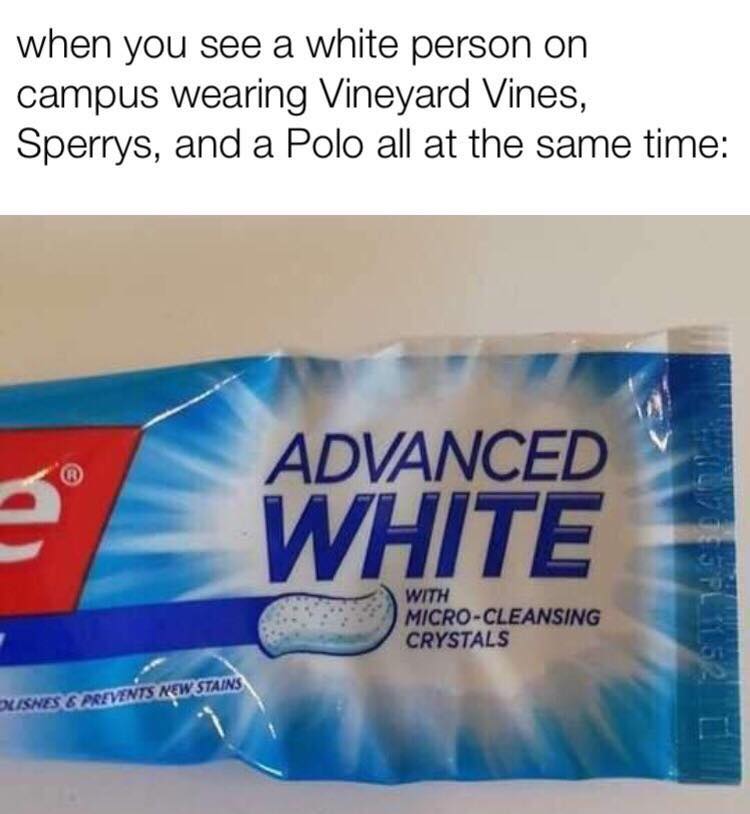 when you see a white person on
campus wearing Vineyard Vines,
Sperrys, and a Polo all at the same time:
e®
ADVANCED
WHITE
WITH
MICRO-CLEANSING
CRYSTALS
& PREVENTS NEW STAINS